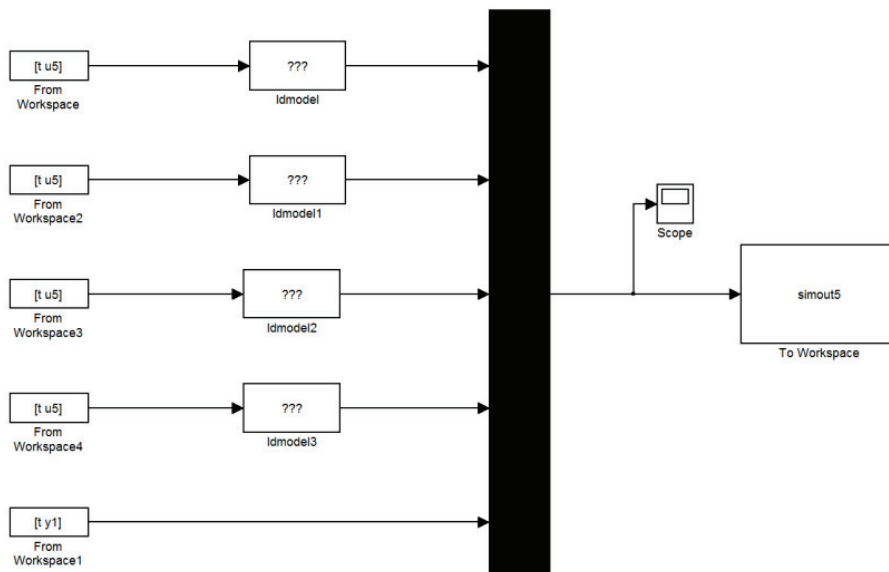 [t u5]
From
Workspace
???
Idmodel
[t u5]
From
Workspace2
???
Idmodel1
Scope
[t u5]
From
Workspace3
???
Idmodel2
simout5
To Workspace
[t u5]
From
Workspace4
???
Idmodel3
[t y1]
From
Workspace1